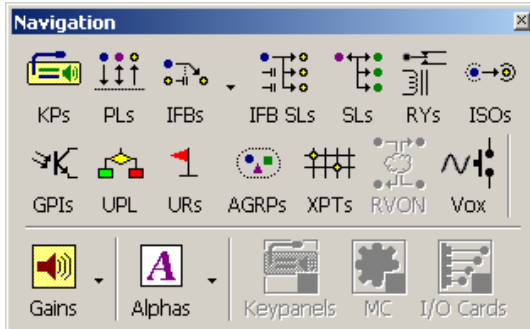 Navigation
KPs PLs IFBs IFB SLs SLs RYs ISOs
GPIs UPL URs AGRPs XPTs RVON Vox
A
Gains Alphas Keypanels MC I/O Cards